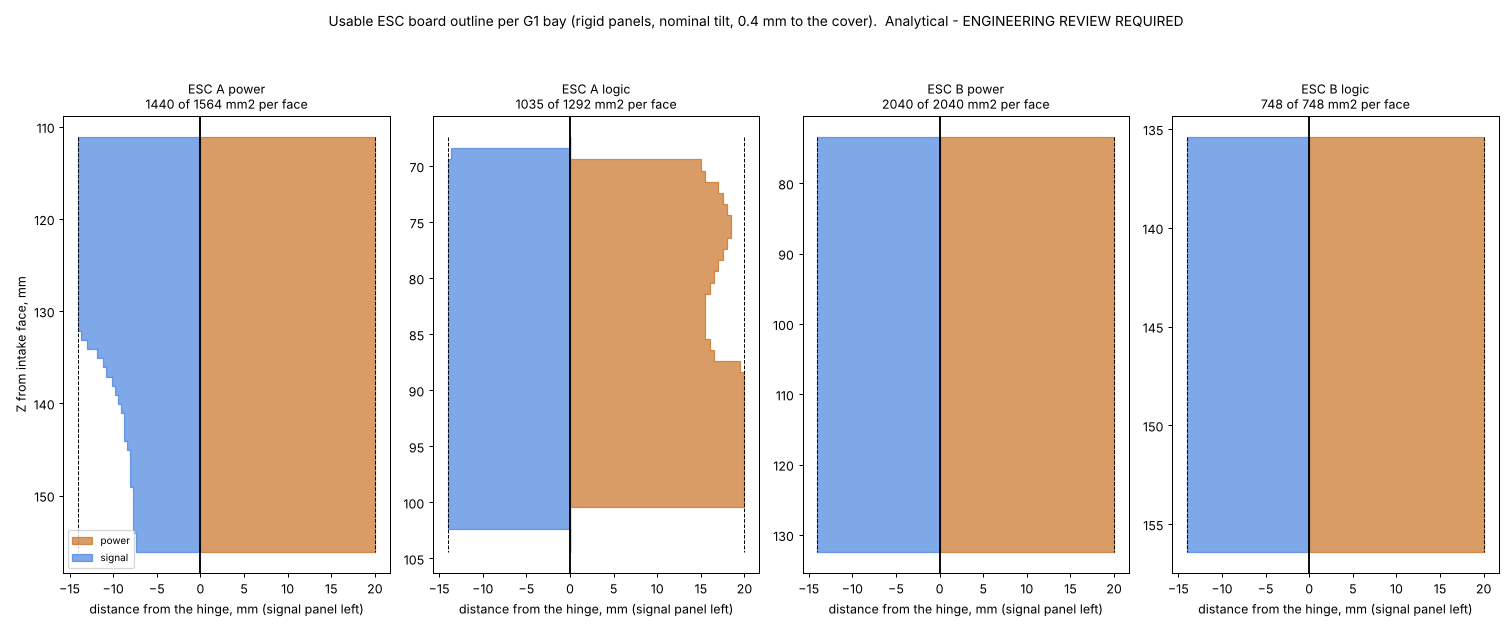 Usable ESC board outline per G1 bay (rigid panels, nominal tilt, 0.4 mm to the cover).  Analytical - ENGINEERING REVIEW REQUIRED
ESC A power
1440 of 1564 mm2 per face
110
120
130
140
150
Z from intake face, mm
power
signal
−15 −10 −5 0 5 10 15 20
distance from the hinge, mm (signal panel left)
ESC A logic
1035 of 1292 mm2 per face
70
75
80
85
90
95
100
105
−15 −10 −5 0 5 10 15 20
distance from the hinge, mm (signal panel left)
ESC B power
2040 of 2040 mm2 per face
80
90
100
110
120
130
−15 −10 −5 0 5 10 15 20
distance from the hinge, mm (signal panel left)
ESC B logic
748 of 748 mm2 per face
135
140
145
150
155
−15 −10 −5 0 5 10 15 20
distance from the hinge, mm (signal panel left)